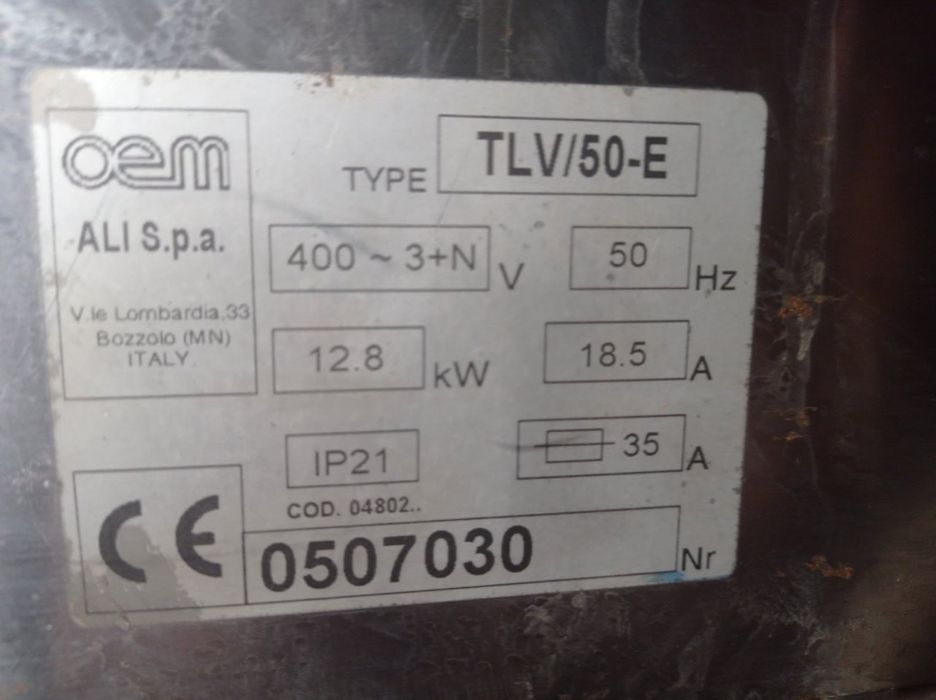 oem
ALI S.p.a.
V.le Lombardia,33
Bozzolo (MN)
ITALY
TYPE TLV/50-E
400 ~ 3+N V 50 Hz
12.8 kW 18.5 A
IP21 35 A
COD. 04802..
CE 0507030 Nr